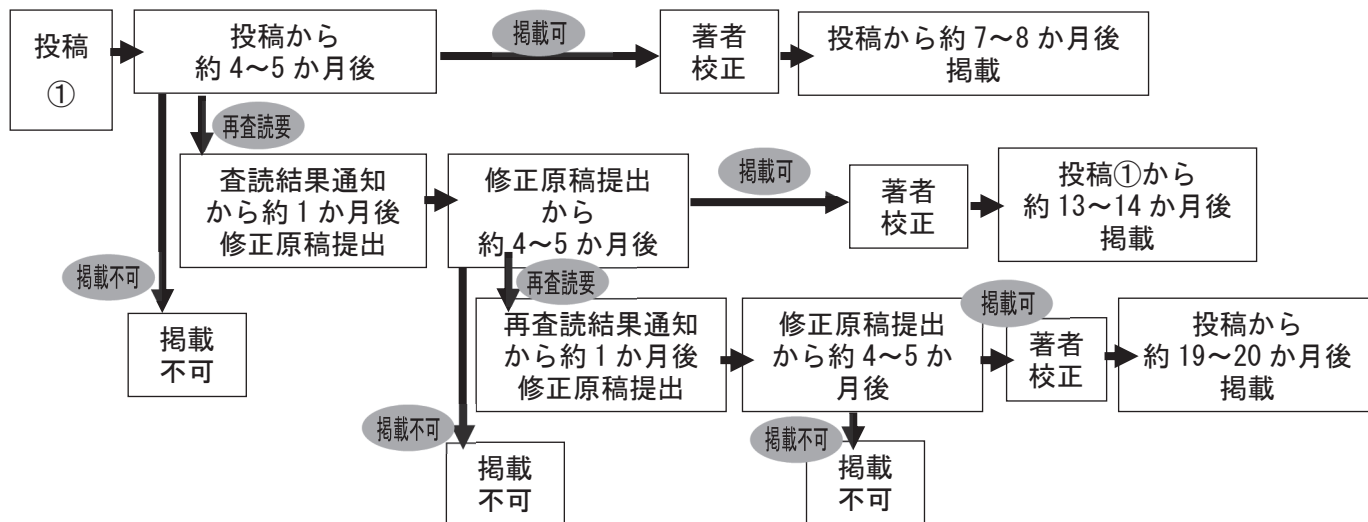 投稿
①
投稿から
約 4～5 か月後
掲載可
著者
校正
投稿から約 7～8 か月後
掲載
再査読要
査読結果通知
から約 1 か月後
修正原稿提出
修正原稿提出
から
約 4～5 か月後
掲載可
著者
校正
投稿①から
約 13～14 か月後
掲載
掲載不可
掲載
不可
再査読要
再査読結果通知
から約 1 か月後
修正原稿提出
修正原稿提出
から約 4～5 か
月後
掲載可
著者
校正
投稿から
約 19～20 か月後
掲載
掲載不可
掲載
不可
掲載不可
掲載
不可